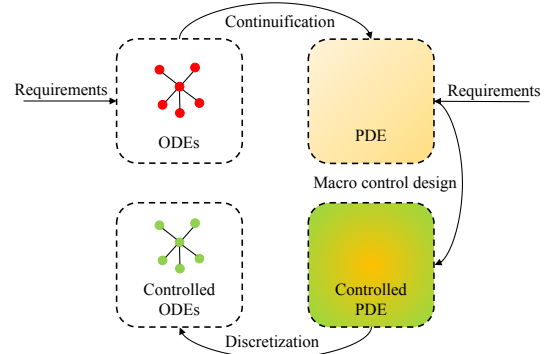 Continuification
Requirements
Requirements
ODEs
PDE
Macro control design
Controlled
ODEs
Controlled
PDE
Discretization